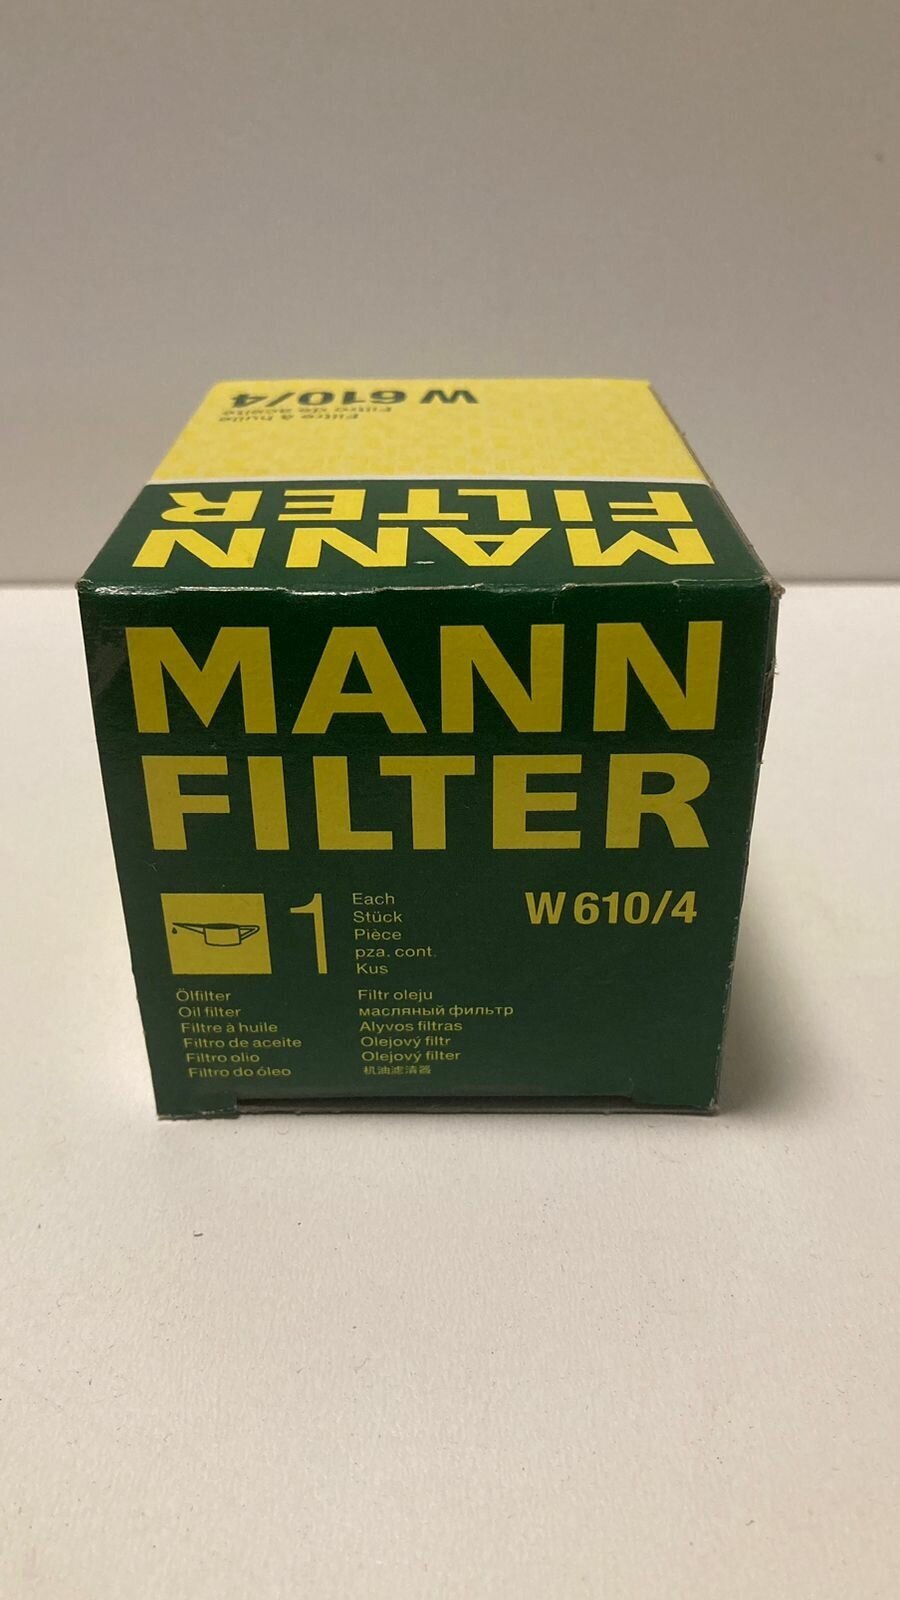 W 610/4
Filtro de aceite
Filtre à huile
MANN
FILTER
MANN
FILTER
1
Each
Stück
Pièce
pza. cont.
Kus
W 610/4
Ölfilter
Oil filter
Filtre à huile
Filtro de aceite
Filtro olio
Filtro do óleo
Filtr oleju
масляный фильтр
Alyvos filtras
Olejový filtr
Olejový filter
机油滤清器